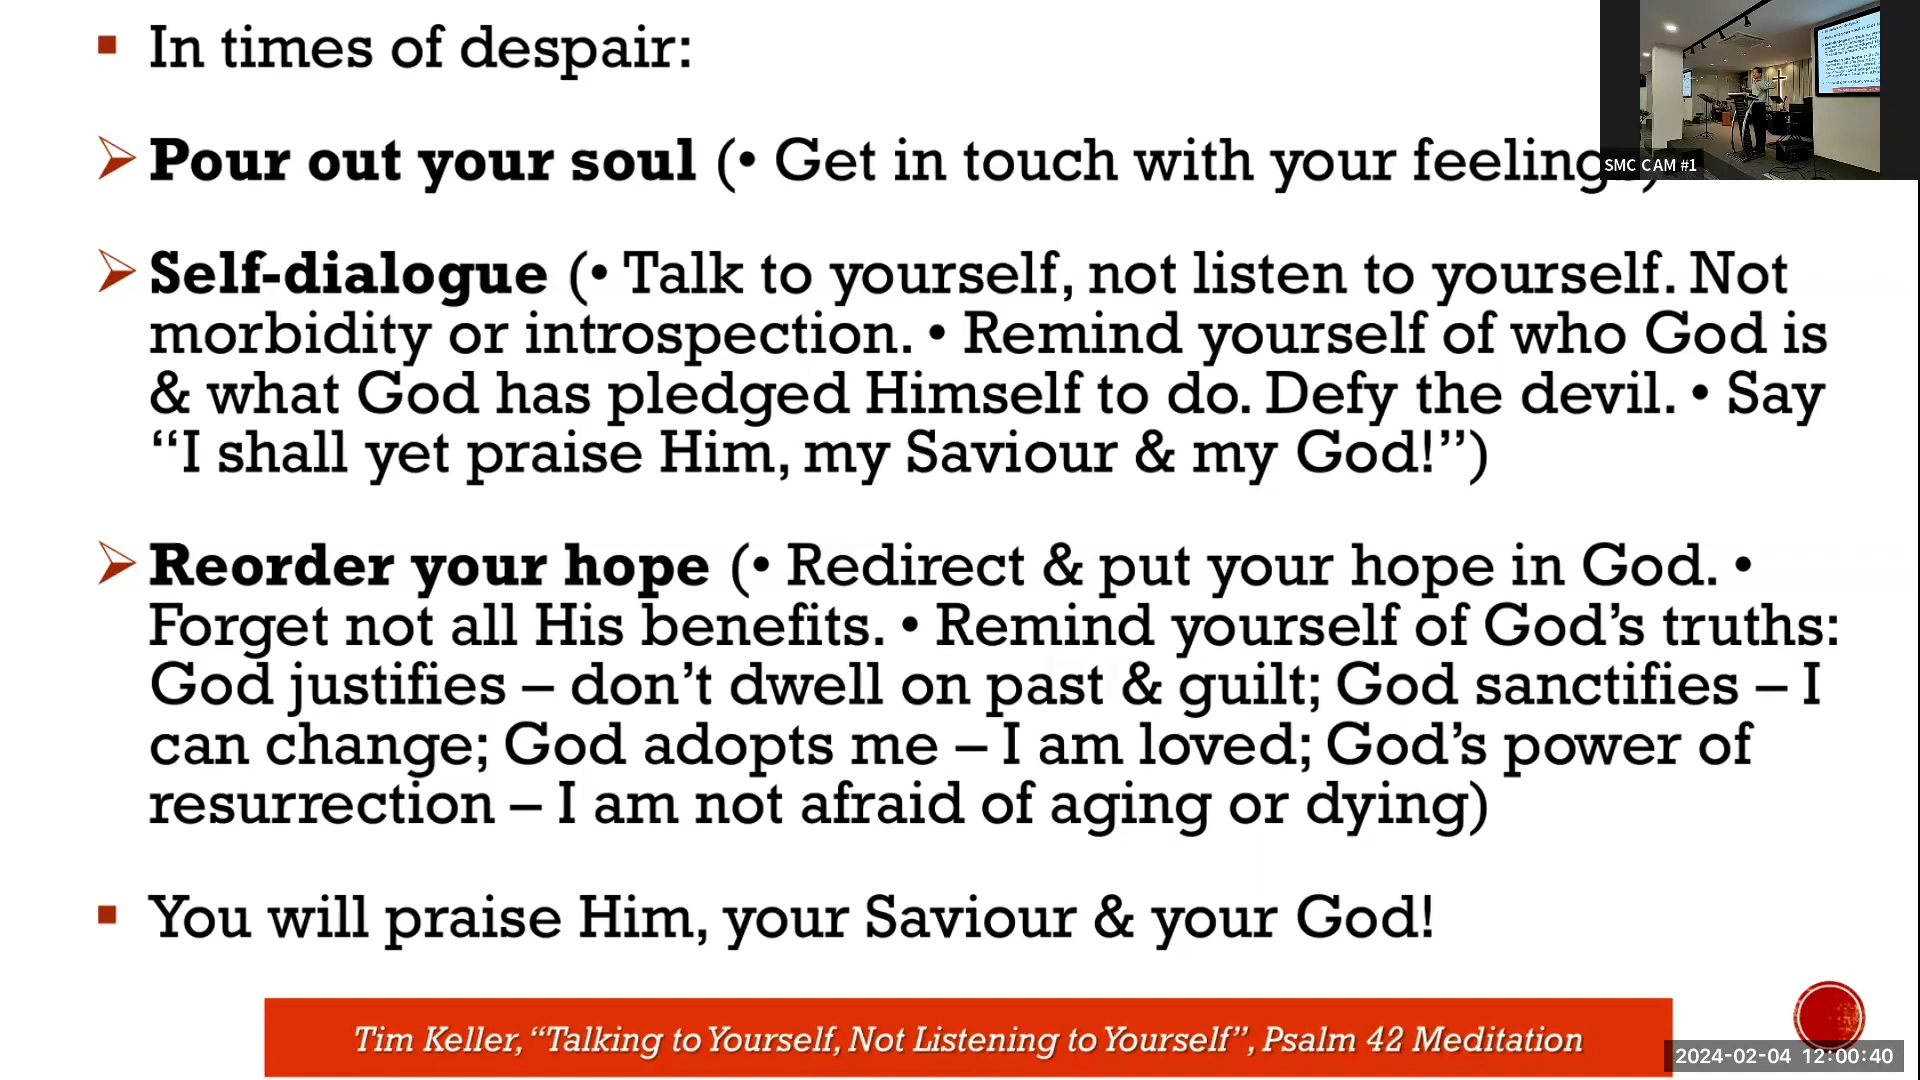 In times of despair:
Pour out your soul (• Get in touch with your feelings)
Self-dialogue (• Talk to yourself, not listen to yourself. Not
morbidity or introspection. • Remind yourself of who God is
& what God has pledged Himself to do. Defy the devil. • Say
“I shall yet praise Him, my Saviour & my God!”)
Reorder your hope (• Redirect & put your hope in God. •
Forget not all His benefits. • Remind yourself of God’s truths:
God justifies – don’t dwell on past & guilt; God sanctifies – I
can change; God adopts me – I am loved; God’s power of
resurrection – I am not afraid of aging or dying)
You will praise Him, your Saviour & your God!
Tim Keller, “Talking to Yourself, Not Listening to Yourself”, Psalm 42 Meditation
SMC CAM #1
2024-02-04 12:00:40